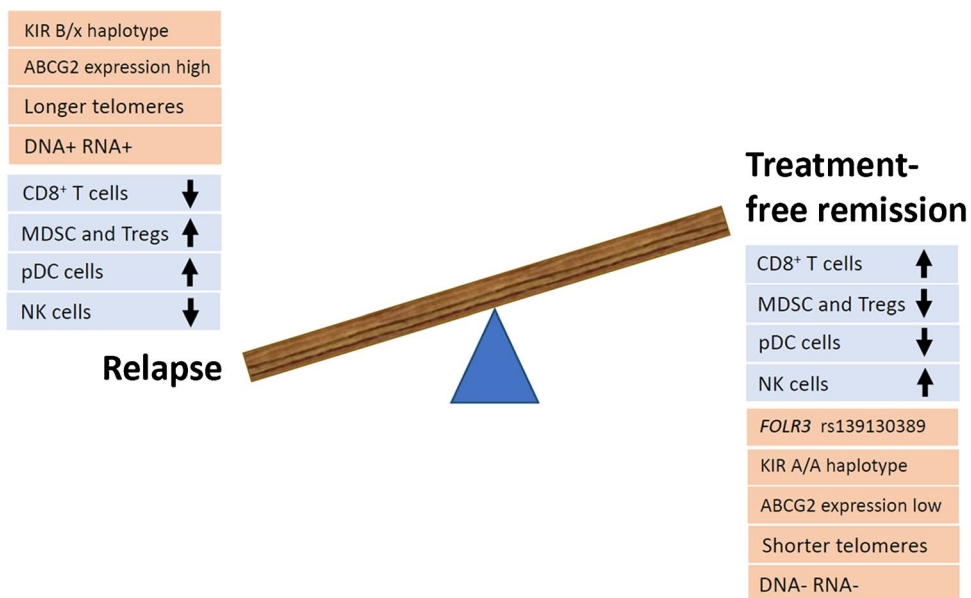 KIR B/x haplotype
ABCG2 expression high
Longer telomeres
DNA+ RNA+
CD8⁺ T cells
MDSC and Tregs
pDC cells
NK cells
Relapse
Treatment-
free remission
CD8⁺ T cells
MDSC and Tregs
pDC cells
NK cells
FOLR3 rs139130389
KIR A/A haplotype
ABCG2 expression low
Shorter telomeres
DNA- RNA-